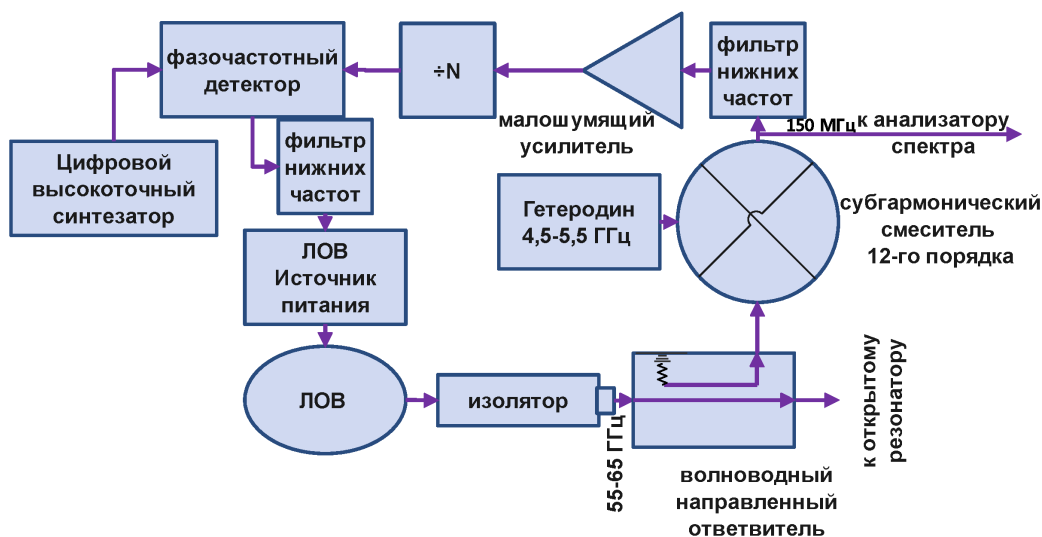 фазочастотный
детектор
÷N
фильтр
нижних
частот
малошумящий
усилитель
150 МГц к анализатору
спектра
Цифровой
высокоточный
синтезатор
фильтр
нижних
частот
Гетеродин
4,5-5,5 ГГц
субгармонический
смеситель
12-го порядка
ЛОВ
Источник
питания
ЛОВ
изолятор
55-65 ГГц
к открытому
резонатору
волноводный
направленный
ответвитель